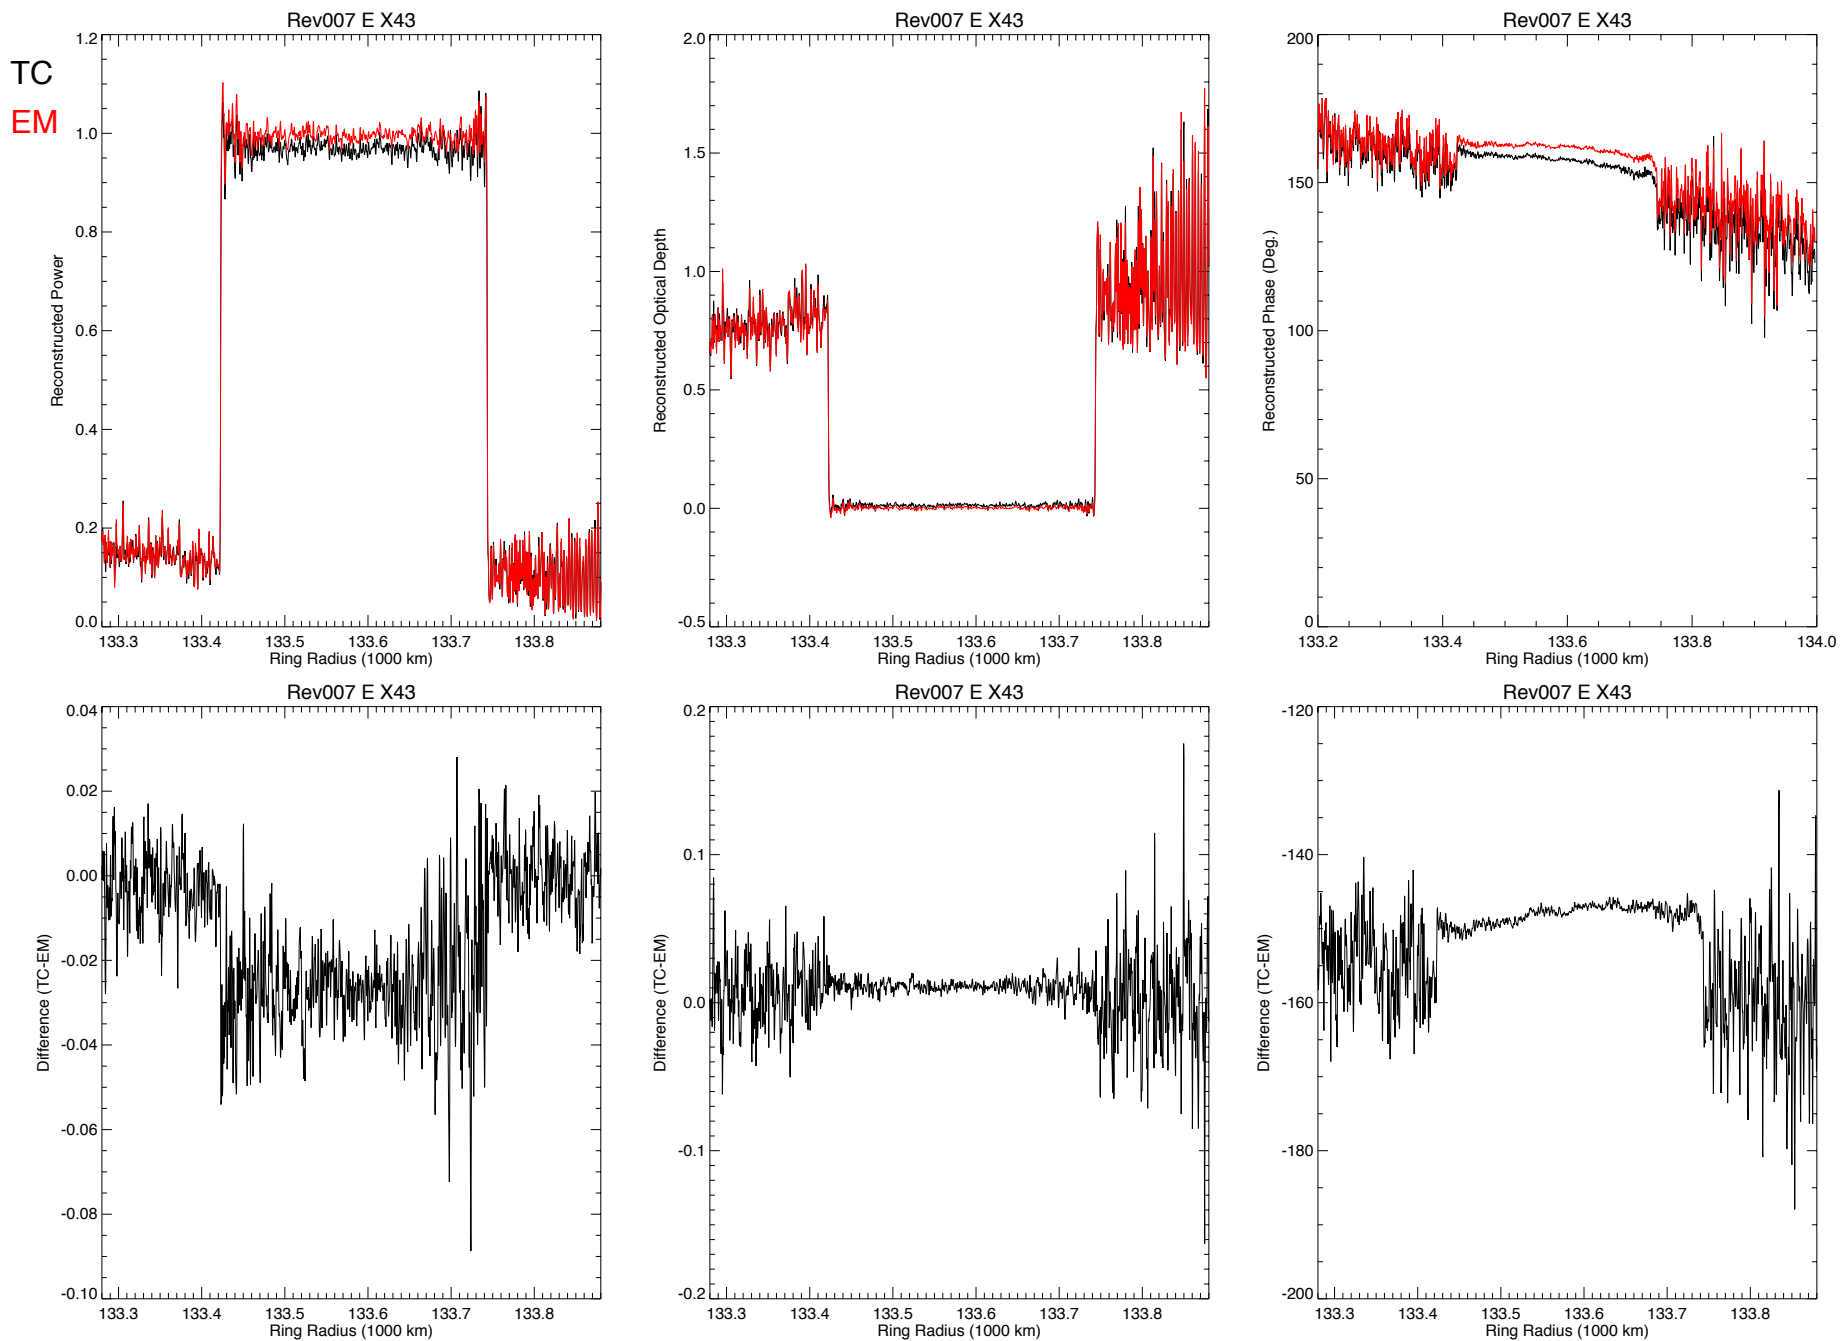 TC
EM
Rev007 E X43
1.2
1.0
0.8
0.6
0.4
0.2
0.0
Reconstructed Power
133.3 133.4 133.5 133.6 133.7 133.8
Ring Radius (1000 km)
Rev007 E X43
2.0
1.5
1.0
0.5
0.0
-0.5
Reconstructed Optical Depth
133.3 133.4 133.5 133.6 133.7 133.8
Ring Radius (1000 km)
Rev007 E X43
200
150
100
50
0
Reconstructed Phase (Deg.)
133.2 133.4 133.6 133.8 134.0
Ring Radius (1000 km)
Rev007 E X43
0.04
0.02
0.00
-0.02
-0.04
-0.06
-0.08
-0.10
Difference (TC-EM)
133.3 133.4 133.5 133.6 133.7 133.8
Ring Radius (1000 km)
Rev007 E X43
0.2
0.1
0.0
-0.1
-0.2
Difference (TC-EM)
133.3 133.4 133.5 133.6 133.7 133.8
Ring Radius (1000 km)
Rev007 E X43
-120
-140
-160
-180
-200
Difference (TC-EM)
133.3 133.4 133.5 133.6 133.7 133.8
Ring Radius (1000 km)